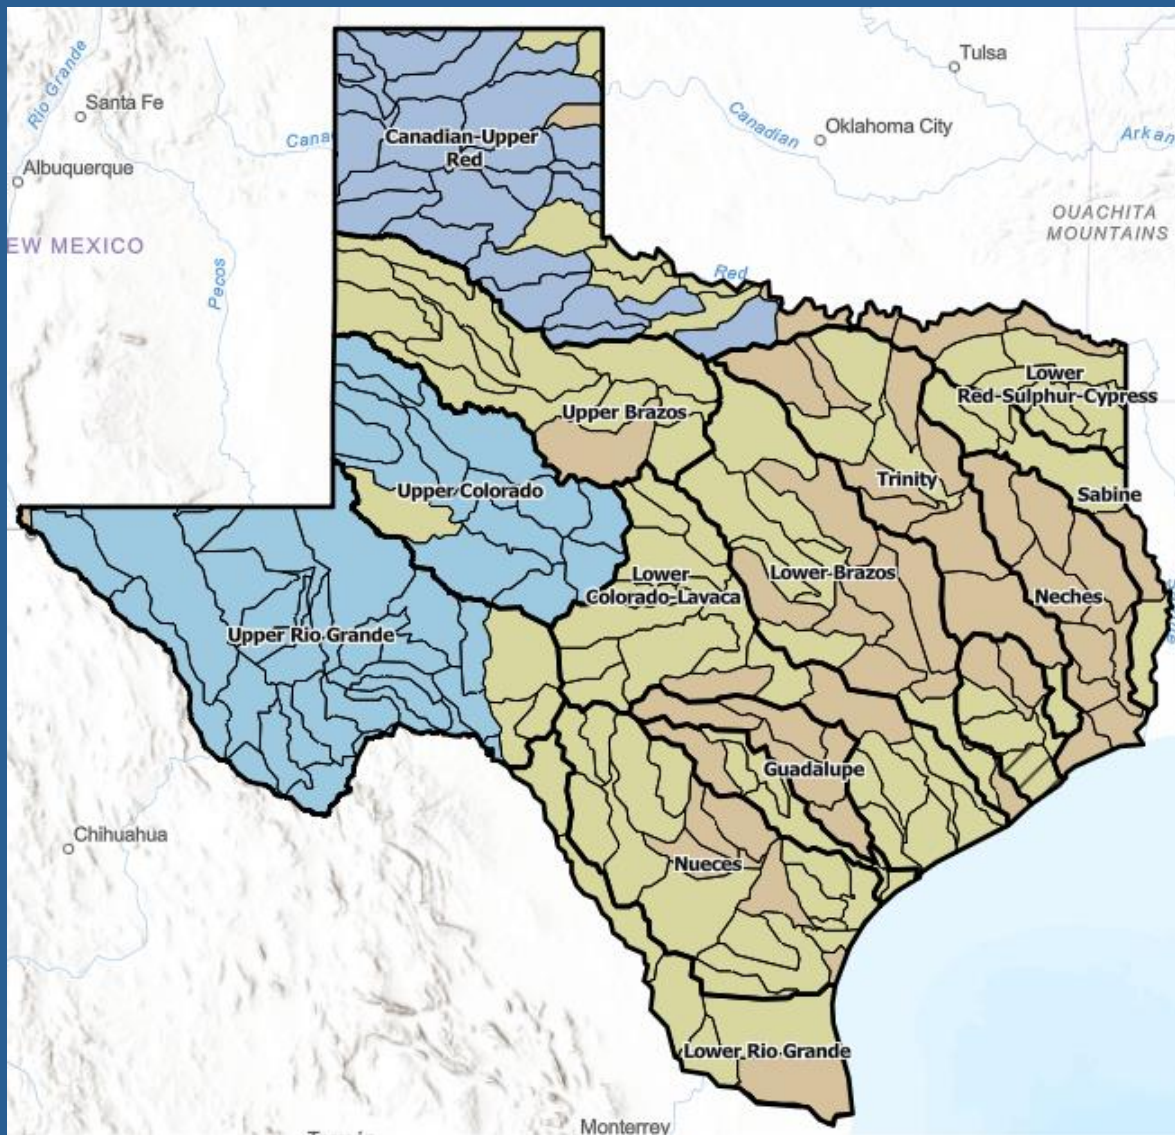 Tulsa
Rio Grande
Santa Fe
Canadian
Oklahoma City
Canadian-Upper
Red
Albuquerque
OUACHITA
MOUNTAINS
EW MEXICO
Pecos
Red
Lower
Red-Sulphur-Cypress
Upper Brazos
Trinity
Upper Colorado
Sabine
Lower
Colorado-Lavaca
Lower Brazos
Neches
Upper Rio Grande
Guadalupe
Chihuahua
Nueces
Lower Rio Grande
Monterrey